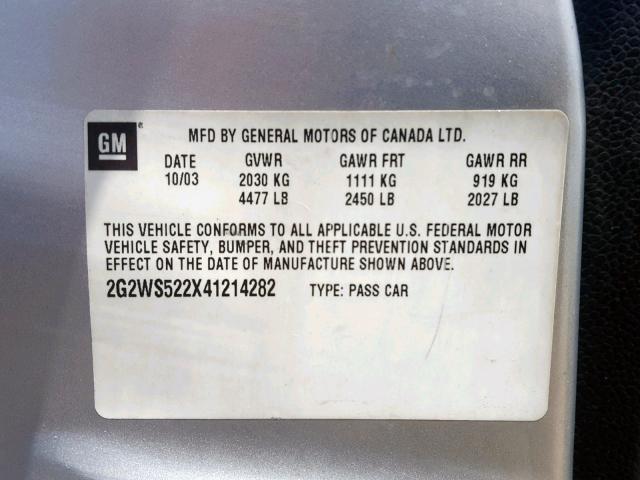 GM ®
MFD BY GENERAL MOTORS OF CANADA LTD.
DATE GVWR GAWR FRT GAWR RR
10/03 2030 KG 1111 KG 919 KG
4477 LB 2450 LB 2027 LB
THIS VEHICLE CONFORMS TO ALL APPLICABLE U.S. FEDERAL MOTOR
VEHICLE SAFETY, BUMPER, AND THEFT PREVENTION STANDARDS IN
EFFECT ON THE DATE OF MANUFACTURE SHOWN ABOVE.
2G2WS522X41214282 TYPE: PASS CAR